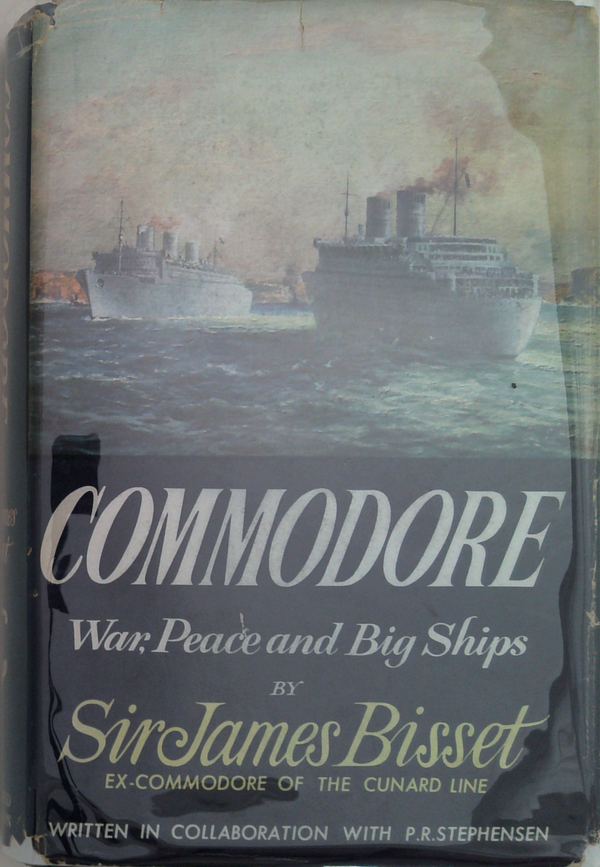 COMMODORE
War, Peace and Big Ships
BY
Sir James Bisset
EX-COMMODORE OF THE CUNARD LINE
WRITTEN IN COLLABORATION WITH P.R.STEPHENSEN